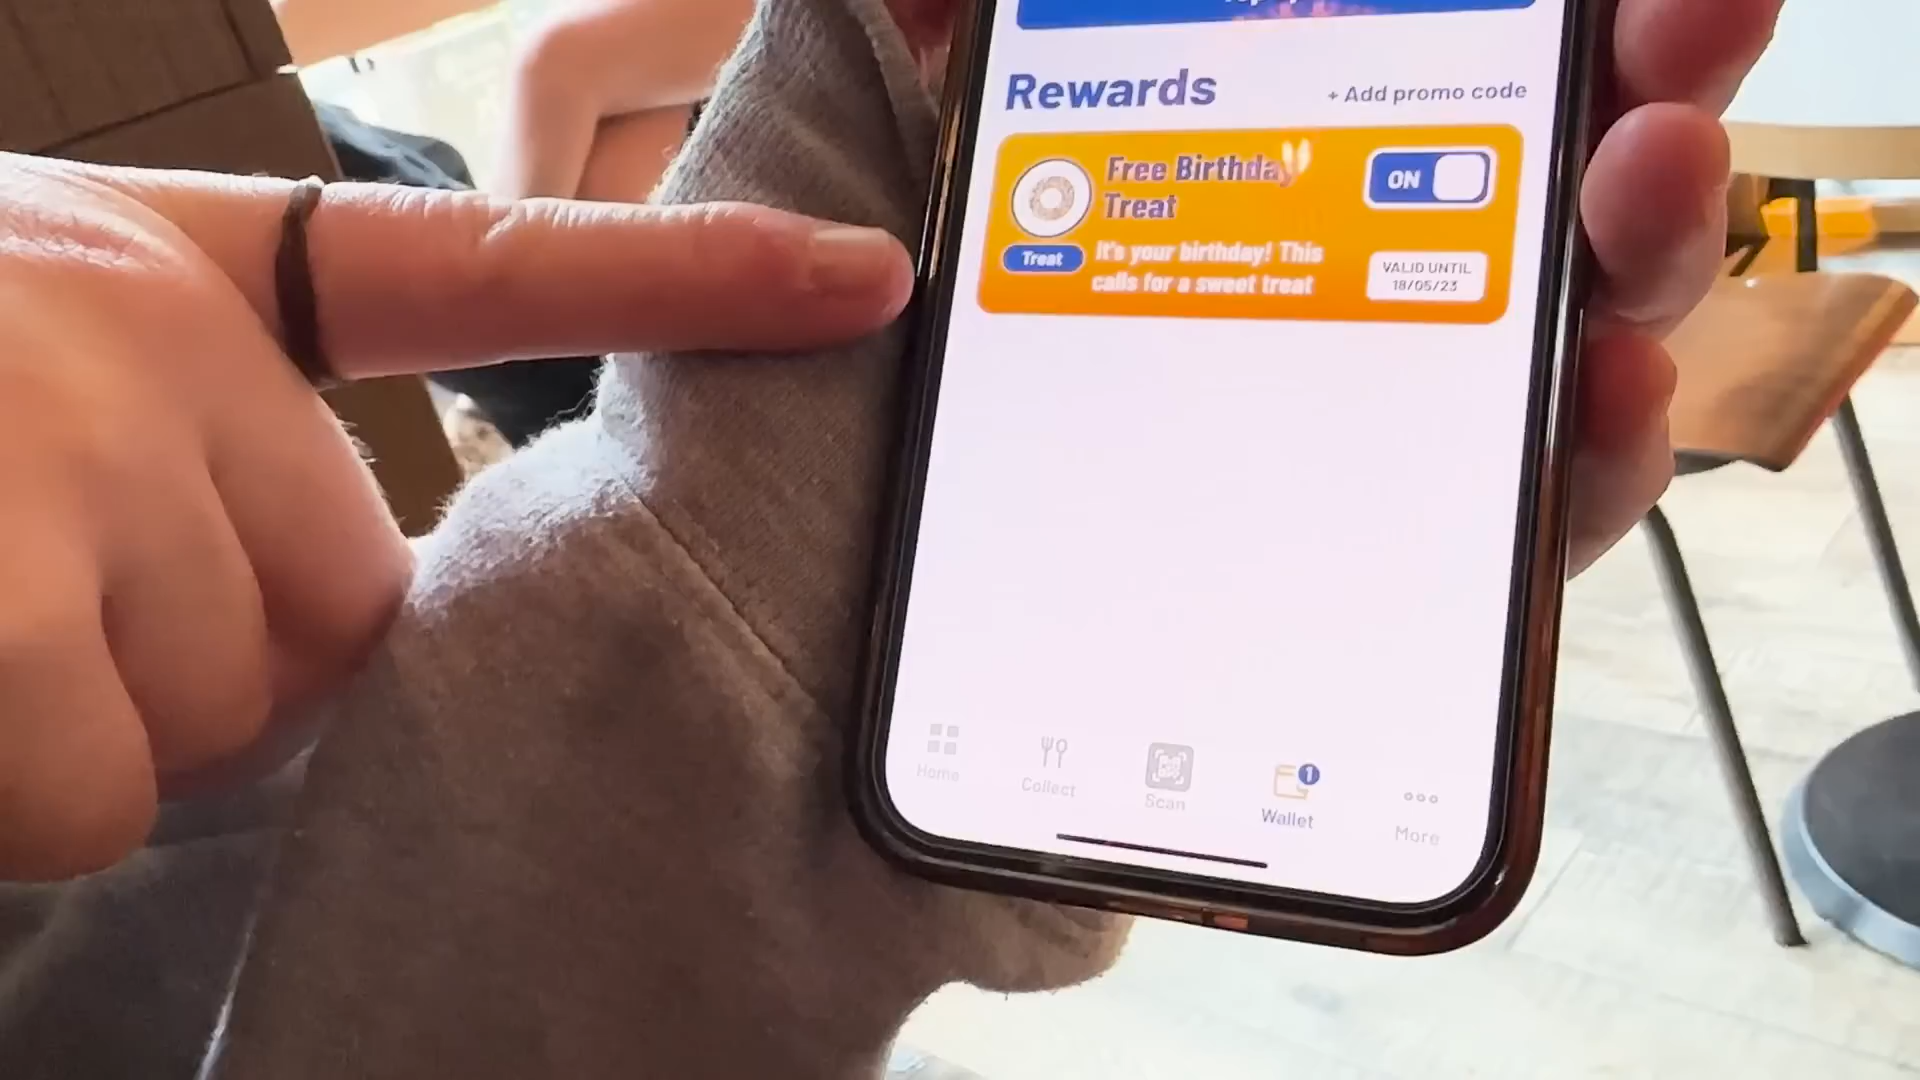 Rewards
+ Add promo code
Free Birthday
Treat
ON
Treat
It's your birthday! This
calls for a sweet treat
VALID UNTIL
18/05/23
Home
Collect
Scan
1
Wallet
More